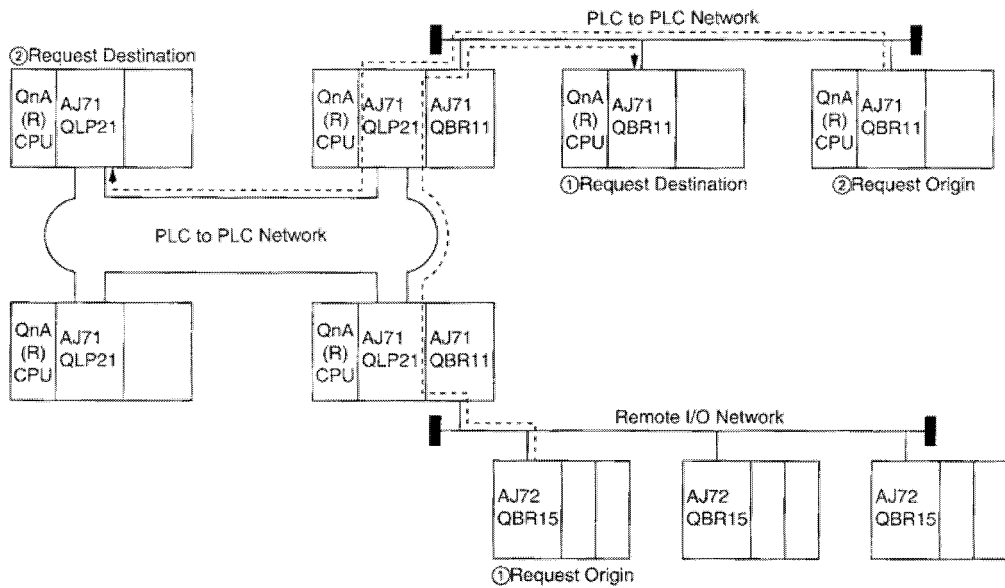 PLC to PLC Network
②Request Destination
QnA
(R)
CPU
AJ71
QLP21
QnA
(R)
CPU
AJ71
QLP21
AJ71
QBR11
QnA
(R)
CPU
AJ71
QBR11
QnA
(R)
CPU
AJ71
QBR11
①Request Destination
②Request Origin
PLC to PLC Network
QnA
(R)
CPU
AJ71
QLP21
QnA
(R)
CPU
AJ71
QLP21
AJ71
QBR11
Remote I/O Network
AJ72
QBR15
AJ72
QBR15
AJ72
QBR15
①Request Origin